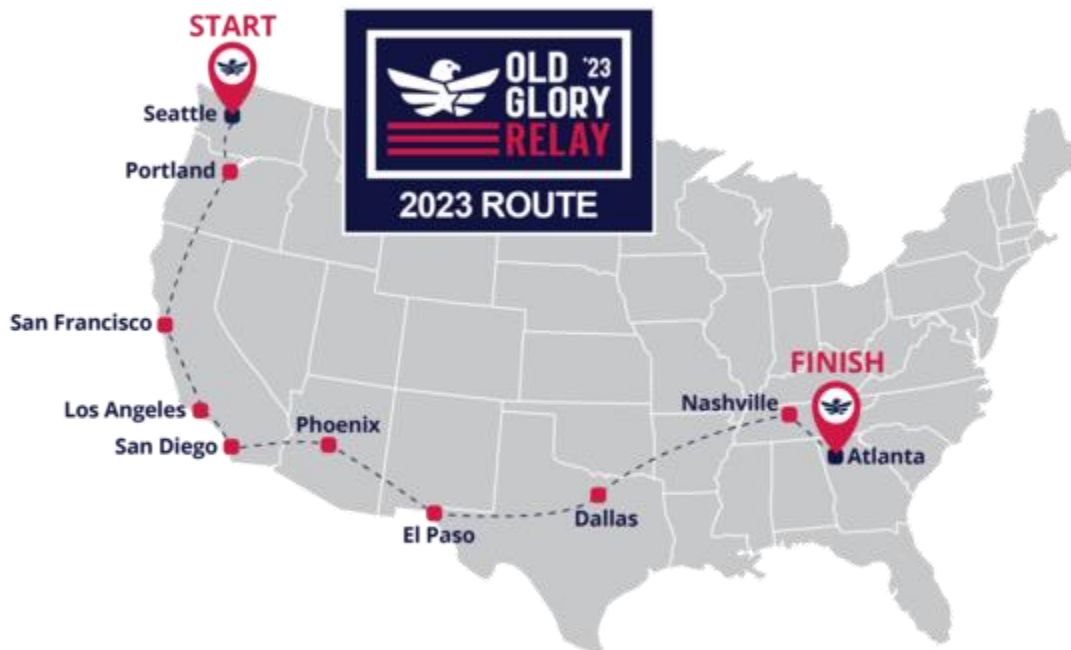 START
OLD '23
GLORY
RELAY
2023 ROUTE
Seattle
Portland
San Francisco
Los Angeles
San Diego
Phoenix
El Paso
Dallas
Nashville
FINISH
Atlanta